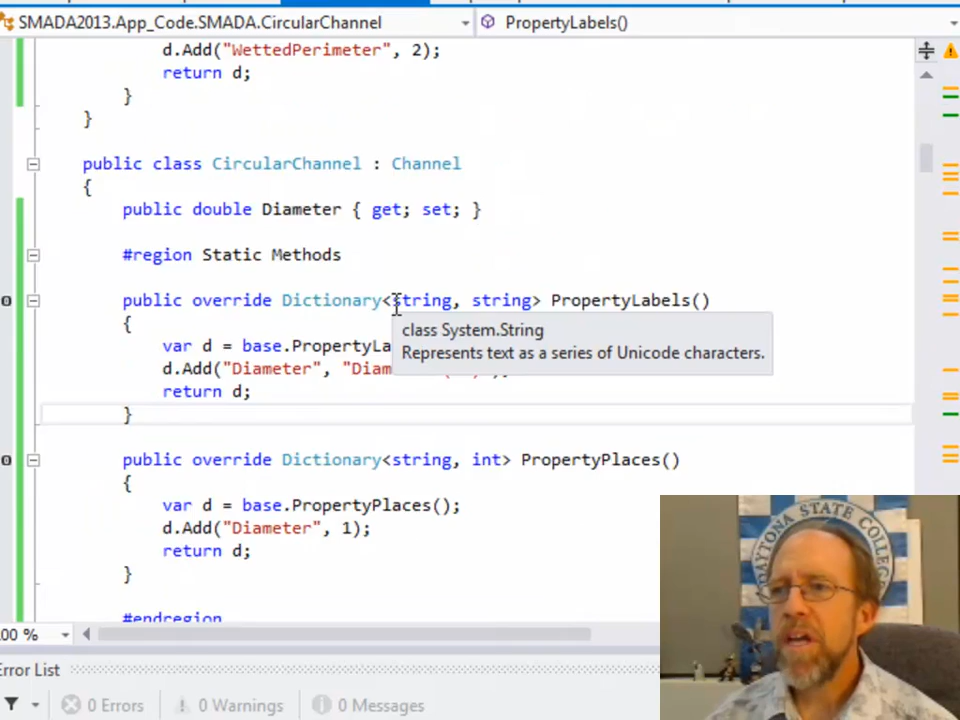 SMADA2013.App_Code.SMADA.CircularChannel
PropertyLabels()
d.Add("WettedPerimeter", 2);
return d;
}
}
public class CircularChannel : Channel
{
public double Diameter { get; set; }
#region Static Methods
public override Dictionary<string, string> PropertyLabels()
{
class System.String
Represents text as a series of Unicode characters.
var d = base.PropertyLa
d.Add("Diameter", "Diam
return d;
}
public override Dictionary<string, int> PropertyPlaces()
{
var d = base.PropertyPlaces();
d.Add("Diameter", 1);
return d;
}
#endregion
00 %
rror List
0 Errors
0 Warnings
0 Messages
DAYTONA STATE COLLEGE